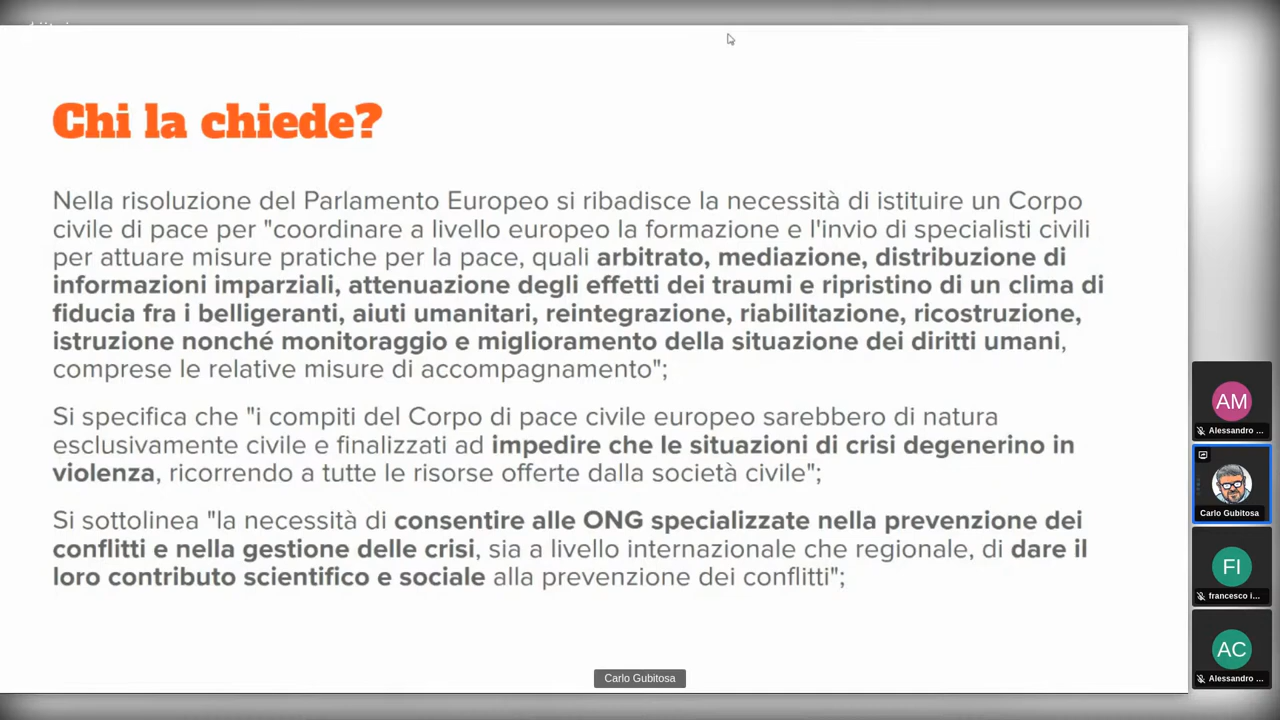 Chi la chiede?
Nella risoluzione del Parlamento Europeo si ribadisce la necessità di istituire un Corpo
civile di pace per "coordinare a livello europeo la formazione e l'invio di specialisti civili
per attuare misure pratiche per la pace, quali arbitrato, mediazione, distribuzione di
informazioni imparziali, attenuazione degli effetti dei traumi e ripristino di un clima di
fiducia fra i belligeranti, aiuti umanitari, reintegrazione, riabilitazione, ricostruzione,
istruzione nonché monitoraggio e miglioramento della situazione dei diritti umani,
comprese le relative misure di accompagnamento";
Si specifica che "i compiti del Corpo di pace civile europeo sarebbero di natura
esclusivamente civile e finalizzati ad impedire che le situazioni di crisi degenerino in
violenza, ricorrendo a tutte le risorse offerte dalla società civile";
Si sottolinea "la necessità di consentire alle ONG specializzate nella prevenzione dei
conflitti e nella gestione delle crisi, sia a livello internazionale che regionale, di dare il
loro contributo scientifico e sociale alla prevenzione dei conflitti";
AM
Alessandro ...
Carlo Gubitosa
FI
francesco i...
AC
Alessandro ...
Carlo Gubitosa